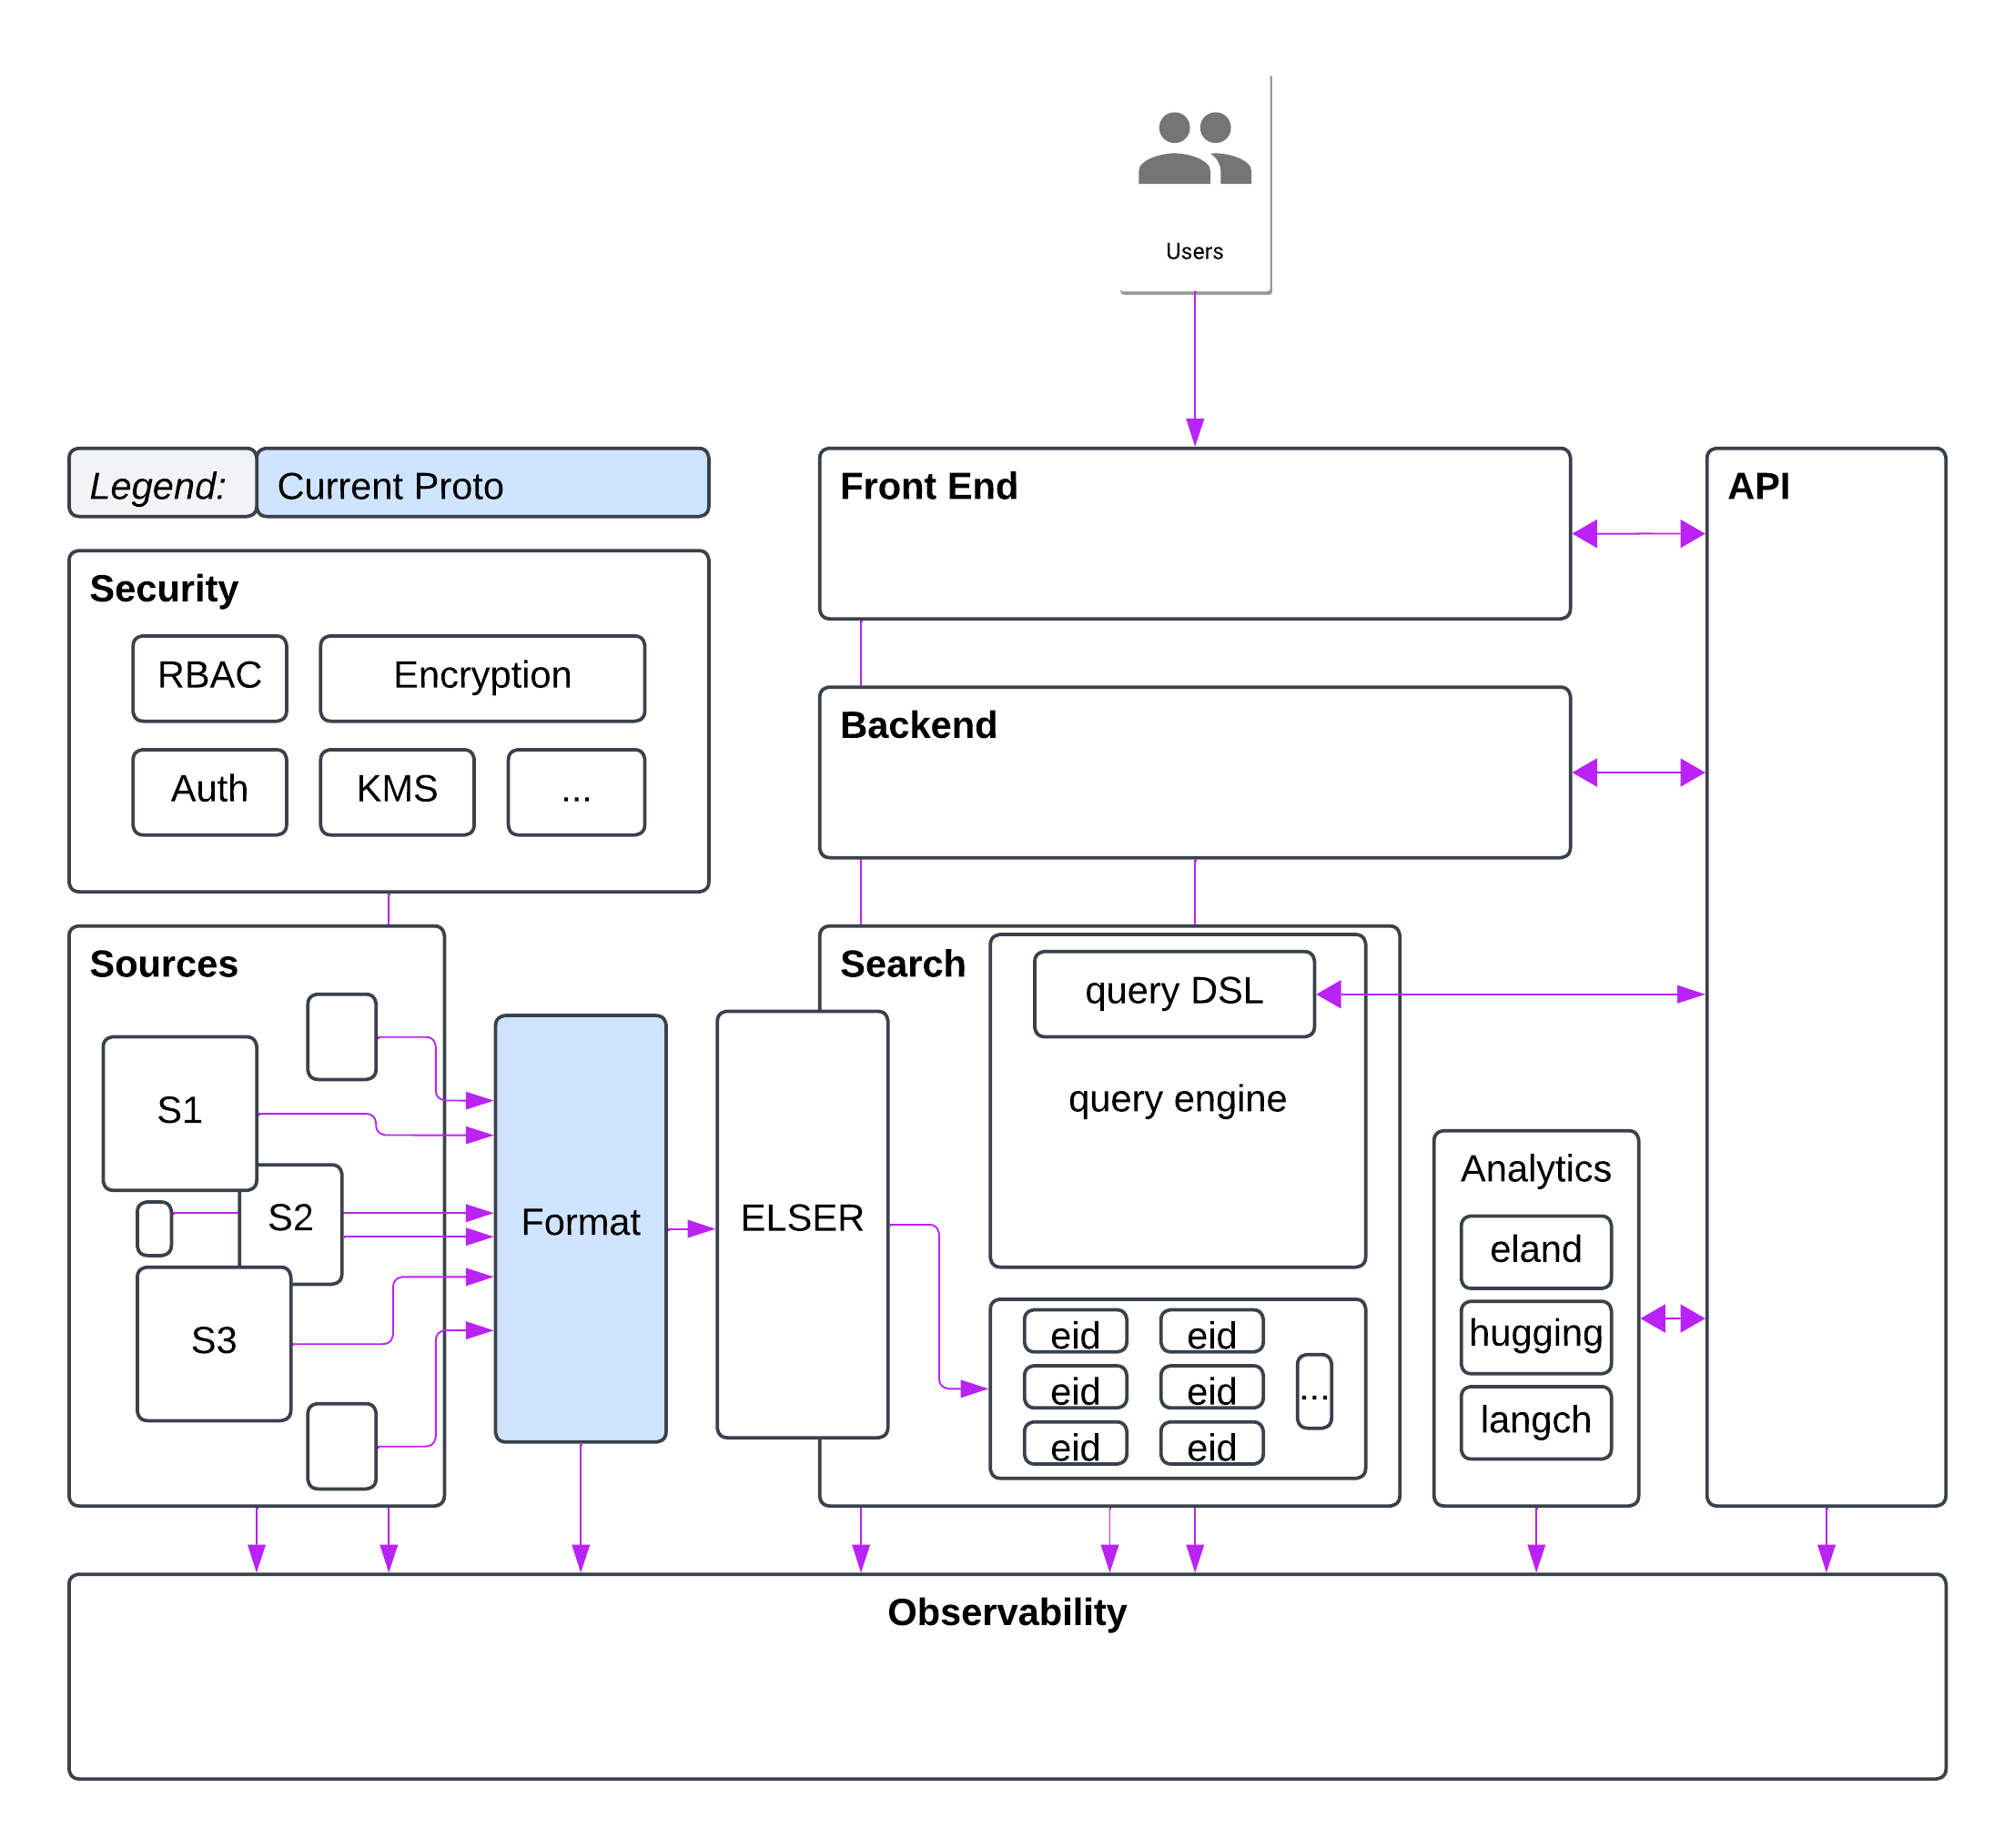 Users
Legend:
Current Proto
Front End
API
Security
RBAC
Encryption
Auth
KMS
...
Backend
Sources
S1
S2
S3
Format
ELSER
Search
query DSL
query engine
eid
eid
eid
eid
...
eid
eid
Analytics
eland
hugging
langch
Observability